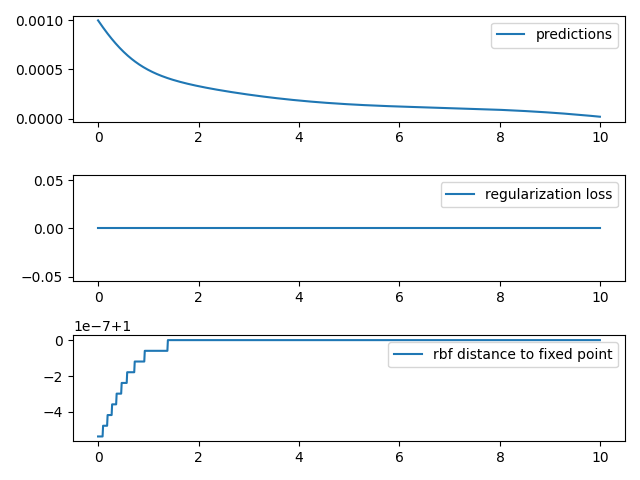 0.0010
predictions
0.0005
0.0000
0 2 4 6 8 10
0.05
regularization loss
0.00
−0.05
0 2 4 6 8 10
1e−7+1
0
rbf distance to fixed point
−2
−4
0 2 4 6 8 10